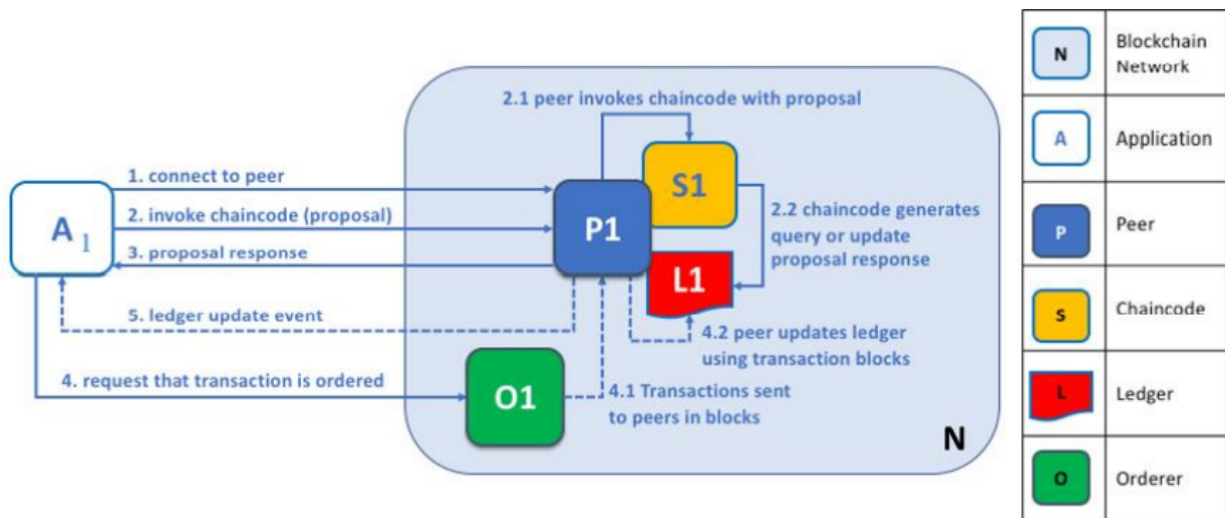 2.1 peer invokes chaincode with proposal
1. connect to peer
2. invoke chaincode (proposal)
3. proposal response
A 1
P1
S1
2.2 chaincode generates
query or update
proposal response
L1
5. ledger update event
4.2 peer updates ledger
using transaction blocks
4. request that transaction is ordered
O1
4.1 Transactions sent
to peers in blocks
N
N
Blockchain
Network
A
Application
P
Peer
S
Chaincode
L
Ledger
O
Orderer